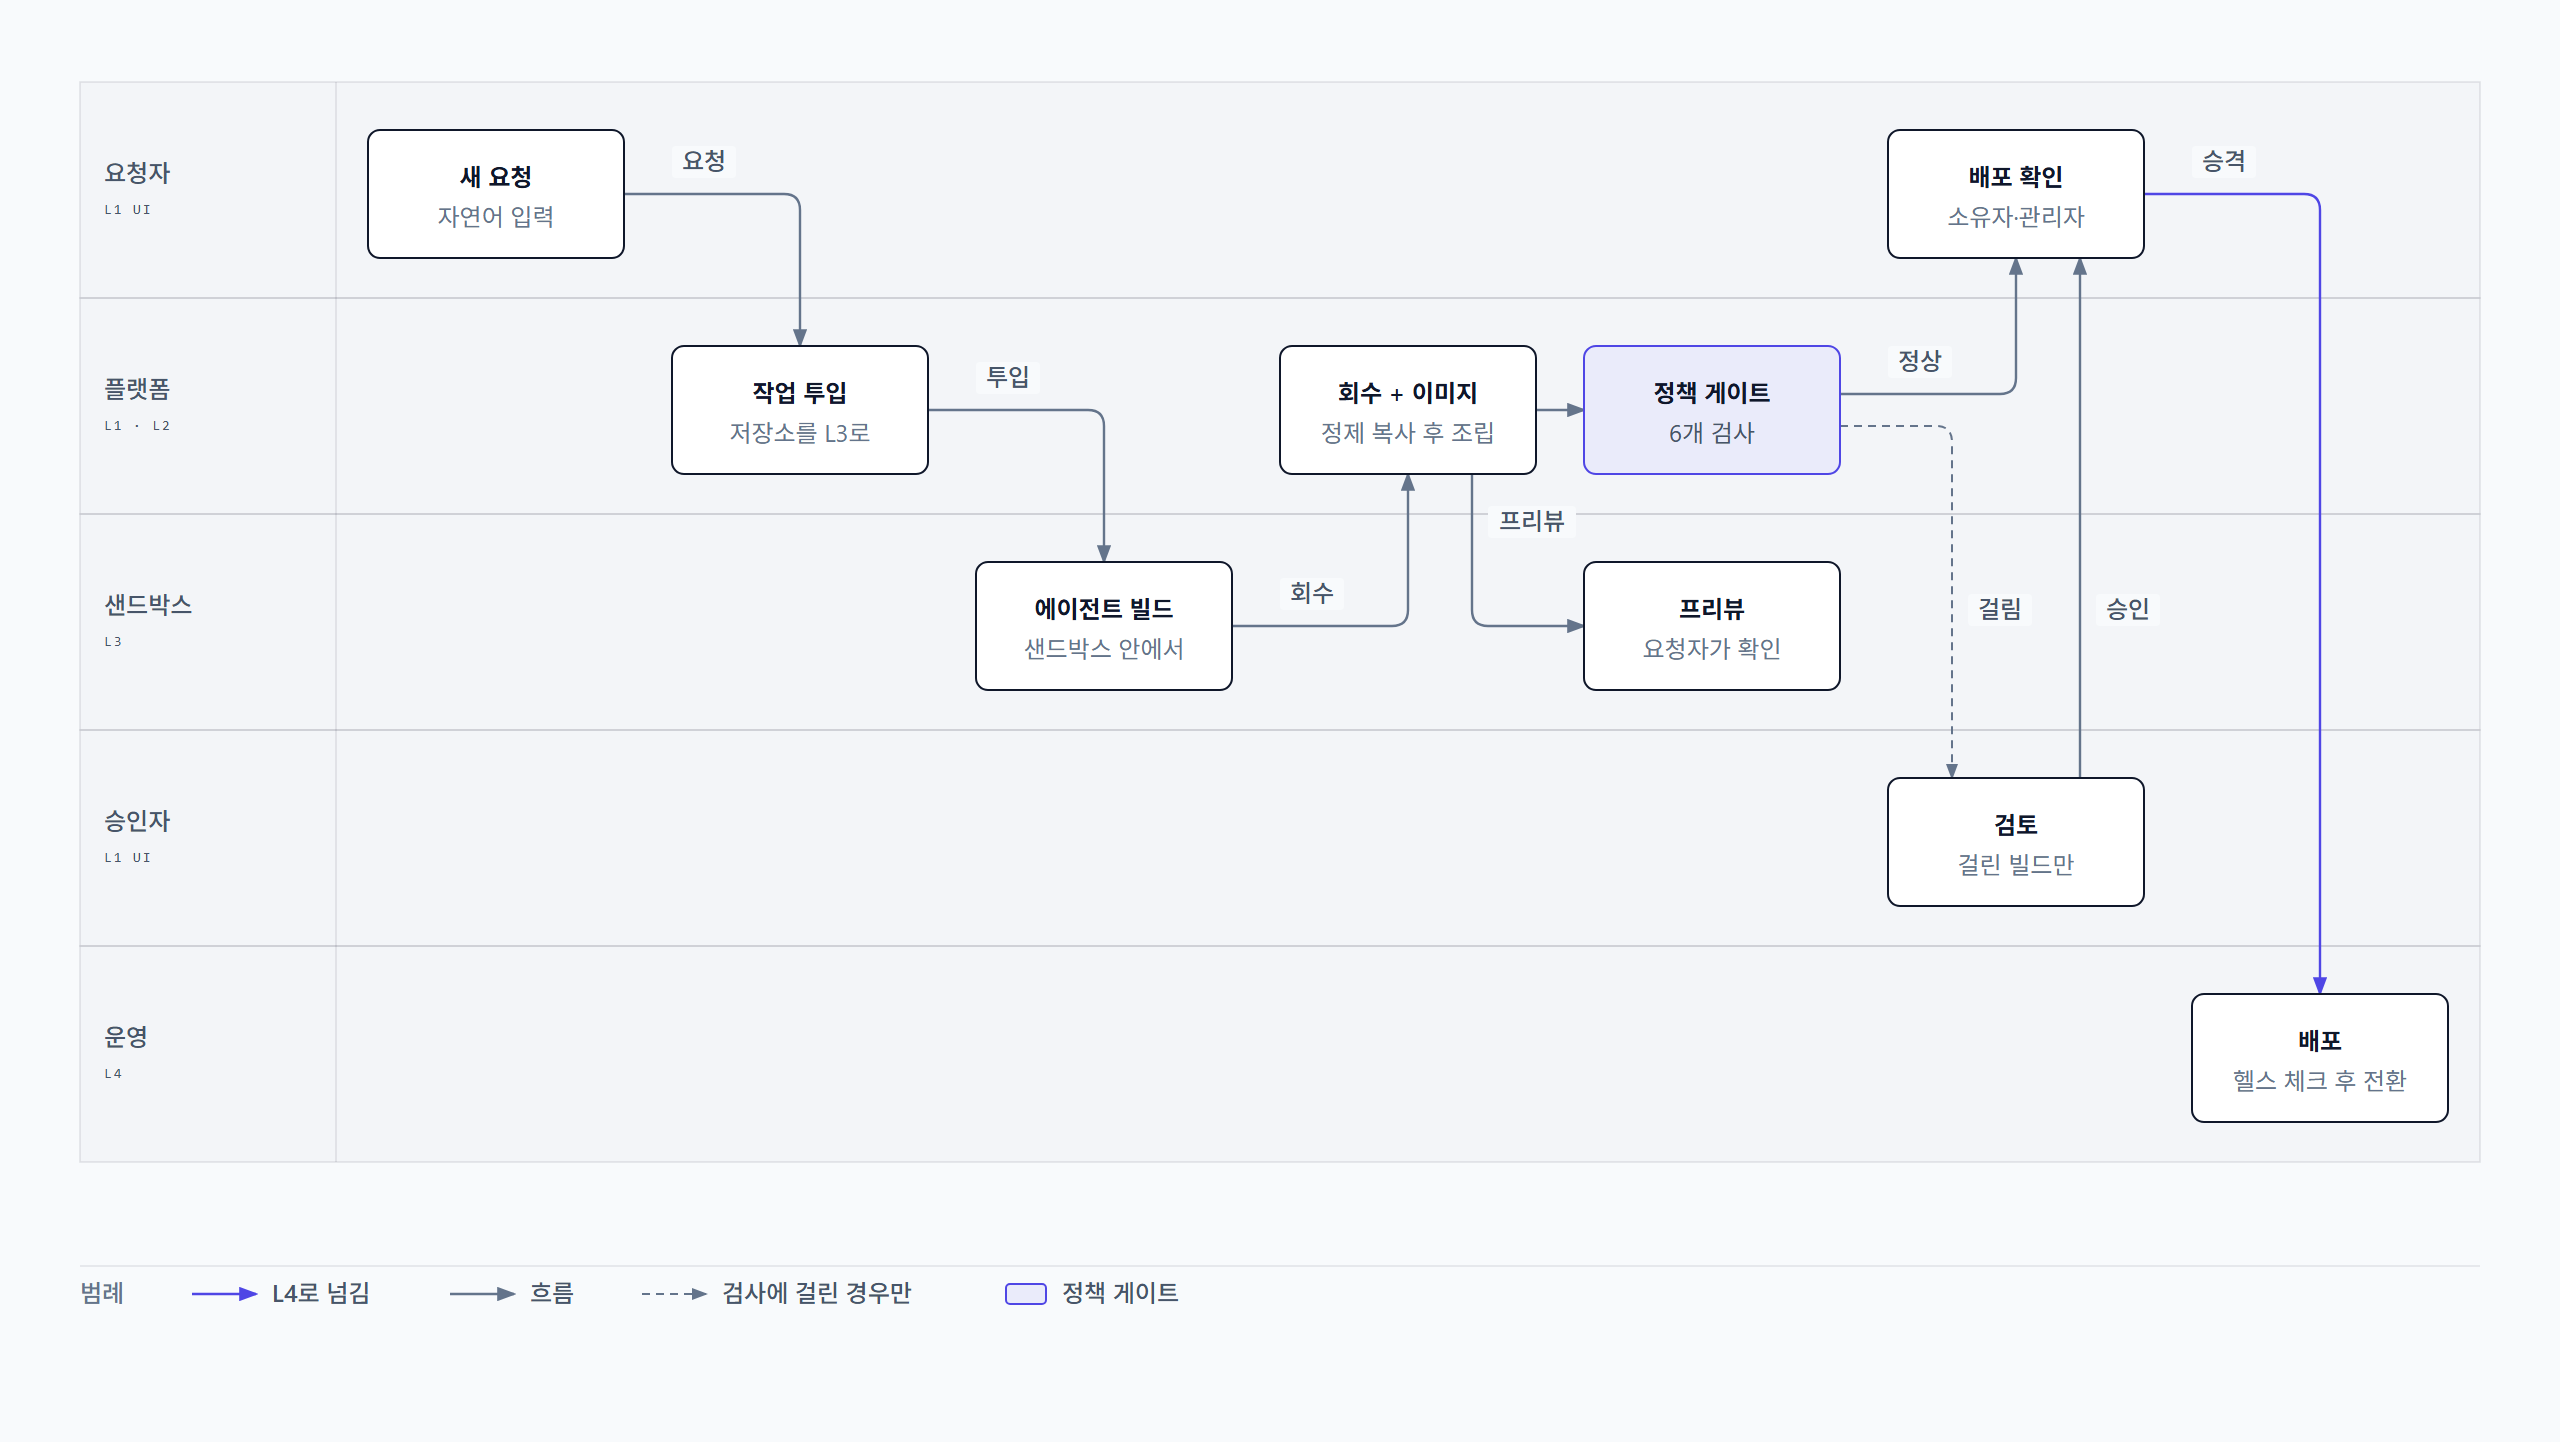 요청자
L1 UI
새 요청
자연어 입력
요청
배포 확인
소유자·관리자
승격
플랫폼
L1 · L2
작업 투입
저장소를 L3로
투입
회수 + 이미지
정제 복사 후 조립
정책 게이트
6개 검사
정상
샌드박스
L3
에이전트 빌드
샌드박스 안에서
회수
프리뷰
프리뷰
요청자가 확인
걸림
승인
승인자
L1 UI
검토
걸린 빌드만
운영
L4
배포
헬스 체크 후 전환
범례
L4로 넘김
흐름
검사에 걸린 경우만
정책 게이트